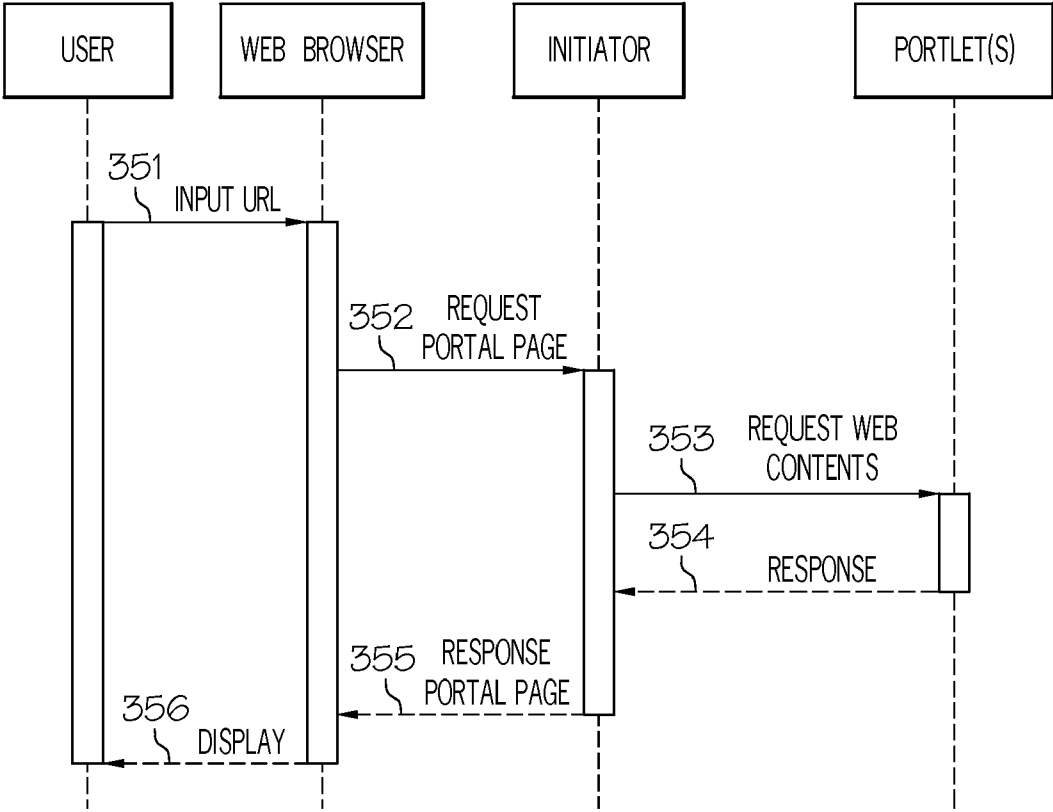 USER
WEB BROWSER
INITIATOR
PORTLET(S)
351
INPUT URL
352
REQUEST
PORTAL PAGE
353
REQUEST WEB
CONTENTS
354
RESPONSE
355
RESPONSE
PORTAL PAGE
356
DISPLAY